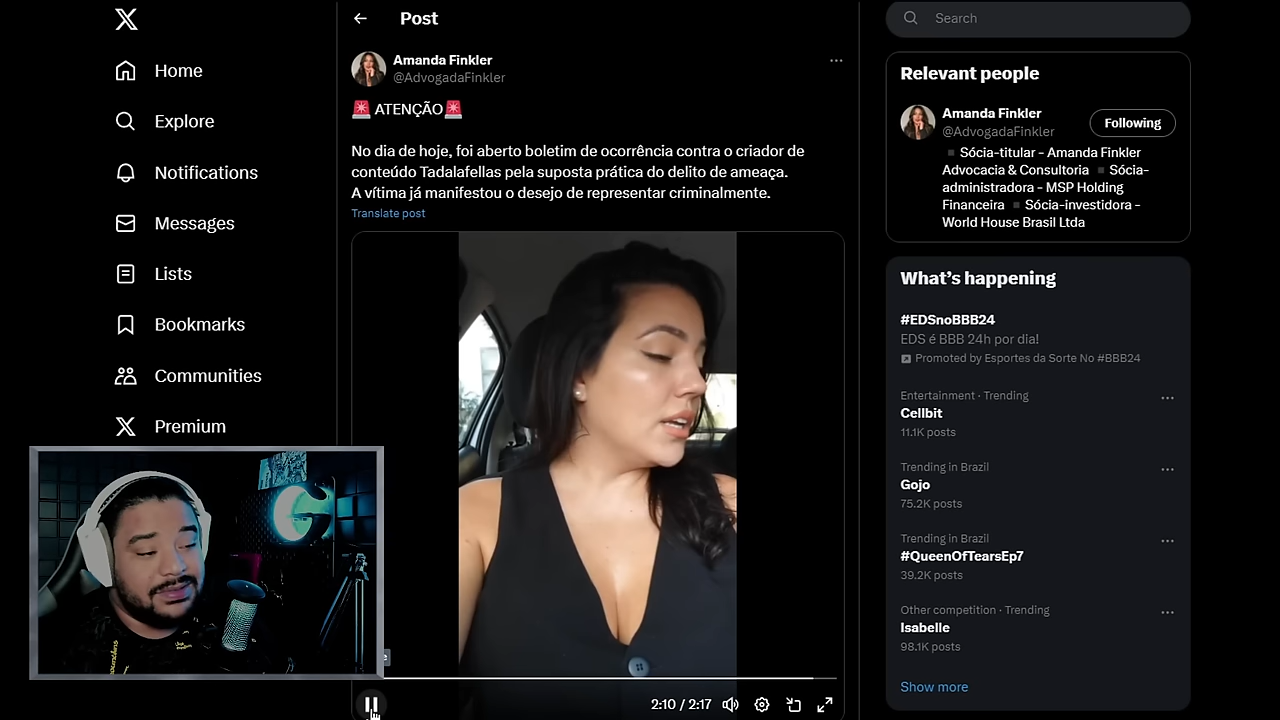 Home
Explore
Notifications
Messages
Lists
Bookmarks
Communities
Premium
Post
Amanda Finkler
@AdvogadaFinkler
🚨 ATENÇÃO🚨
No dia de hoje, foi aberto boletim de ocorrência contra o criador de
conteúdo Tadalafellas pela suposta prática do delito de ameaça.
A vítima já manifestou o desejo de representar criminalmente.
Translate post
2:10 / 2:17
Search
Relevant people
Amanda Finkler
@AdvogadaFinkler
Following
▪ Sócia-titular - Amanda Finkler
Advocacia & Consultoria ▪ Sócia-
administradora - MSP Holding
Financeira ▪ Sócia-investidora -
World House Brasil Ltda
What's happening
#EDSnoBBB24
EDS é BBB 24h por dia!
Promoted by Esportes da Sorte No #BBB24
Entertainment · Trending
Cellbit
11.1K posts
Trending in Brazil
Gojo
75.2K posts
Trending in Brazil
#QueenOfTearsEp7
39.2K posts
Other competition · Trending
Isabelle
98.1K posts
Show more